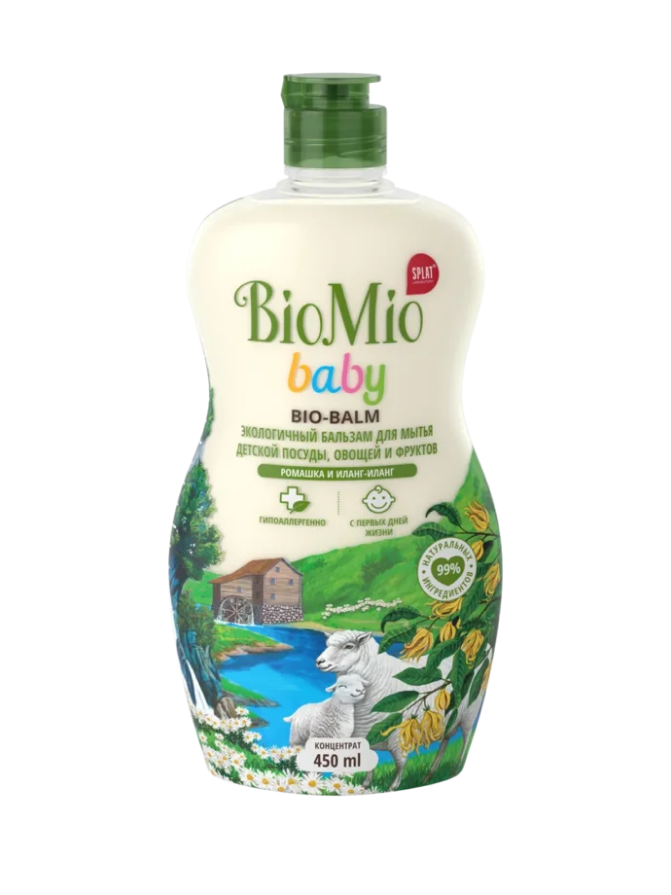 SPLAT
BioMio
baby
BIO-BALM
ЭКОЛОГИЧНЫЙ БАЛЬЗАМ ДЛЯ МЫТЬЯ
ДЕТСКОЙ ПОСУДЫ, ОВОЩЕЙ И ФРУКТОВ
РОМАШКА И ИЛАНГ-ИЛАНГ
ГИПОАЛЛЕРГЕННО
С ПЕРВЫХ ДНЕЙ
ЖИЗНИ
НАТУРАЛЬНЫХ
99%
ИНГРЕДИЕНТОВ
КОНЦЕНТРАТ
450 ml